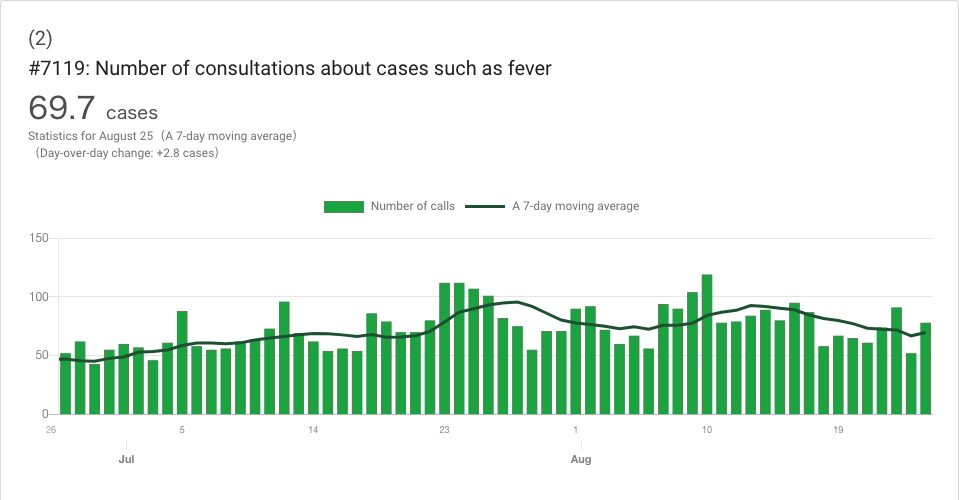 (2)
#7119: Number of consultations about cases such as fever
69.7 cases
Statistics for August 25（A 7-day moving average）
（Day-over-day change: +2.8 cases）
Number of calls A 7-day moving average
150
100
50
0
26 5 14 23 1 10 19
Jul Aug